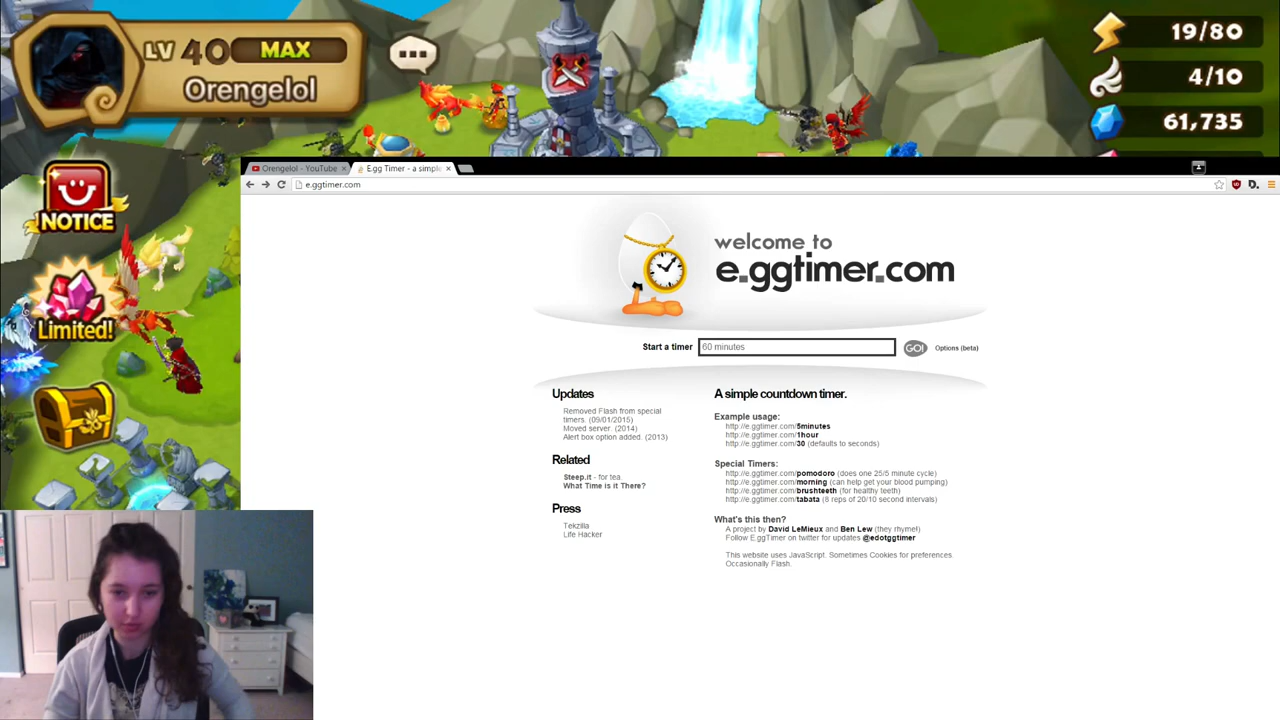 LV 40 MAX
Orengelol
19/80
4/10
61,735
NOTICE
Limited!
Orengelol - YouTube
E.gg Timer - a simple
e.ggtimer.com
welcome to
e.ggtimer.com
Start a timer
60 minutes
GO!
Options (beta)
Updates
Removed Flash from special
timers. (09/01/2015)
Moved server. (2014)
Alert box option added. (2013)
Related
Steep.it - for tea.
What Time is it There?
Press
Tekzilla
Life Hacker
A simple countdown timer.
Example usage:
http://e.ggtimer.com/5minutes
http://e.ggtimer.com/1hour
http://e.ggtimer.com/30 (defaults to seconds)
Special Timers:
http://e.ggtimer.com/pomodoro (does one 25/5 minute cycle)
http://e.ggtimer.com/morning (can help get your blood pumping)
http://e.ggtimer.com/brushteeth (for healthy teeth)
http://e.ggtimer.com/tabata (8 reps of 20/10 second intervals)
What's this then?
A project by David LeMieux and Ben Lew (they rhyme!)
Follow E.ggTimer on twitter for updates @edotggtimer
This website uses JavaScript. Sometimes Cookies for preferences.
Occasionally Flash.